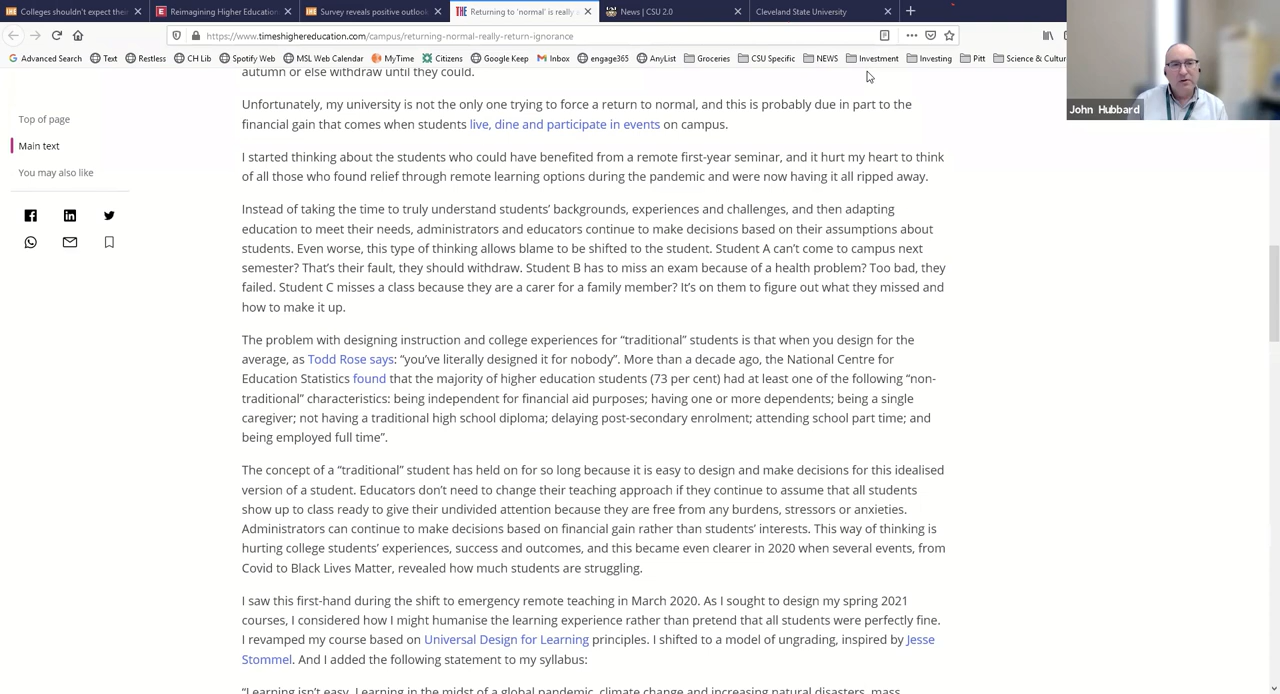 Colleges shouldn't expect thei
Reimagining Higher Education
Survey reveals positive outlook
Returning to 'normal' is really
News | CSU 2.0
Cleveland State University
https://www.timeshighereducation.com/campus/returning-normal-really-return-ignorance
Advanced Search Text Restless CH Lib Spotify Web MSL Web Calendar MyTime Citizens Google Keep Inbox engage365 AnyList Groceries CSU Specific NEWS Investment Investing Pitt Science & Cultur
John Hubbard
Top of page
Main text
You may also like
autumn or else withdraw until they could.
Unfortunately, my university is not the only one trying to force a return to normal, and this is probably due in part to the
financial gain that comes when students live, dine and participate in events on campus.
I started thinking about the students who could have benefited from a remote first-year seminar, and it hurt my heart to think
of all those who found relief through remote learning options during the pandemic and were now having it all ripped away.
Instead of taking the time to truly understand students' backgrounds, experiences and challenges, and then adapting
education to meet their needs, administrators and educators continue to make decisions based on their assumptions about
students. Even worse, this type of thinking allows blame to be shifted to the student. Student A can't come to campus next
semester? That's their fault, they should withdraw. Student B has to miss an exam because of a health problem? Too bad, they
failed. Student C misses a class because they are a carer for a family member? It's on them to figure out what they missed and
how to make it up.
The problem with designing instruction and college experiences for “traditional” students is that when you design for the
average, as Todd Rose says: “you've literally designed it for nobody”. More than a decade ago, the National Centre for
Education Statistics found that the majority of higher education students (73 per cent) had at least one of the following “non-
traditional” characteristics: being independent for financial aid purposes; having one or more dependents; being a single
caregiver; not having a traditional high school diploma; delaying post-secondary enrolment; attending school part time; and
being employed full time”.
The concept of a “traditional” student has held on for so long because it is easy to design and make decisions for this idealised
version of a student. Educators don't need to change their teaching approach if they continue to assume that all students
show up to class ready to give their undivided attention because they are free from any burdens, stressors or anxieties.
Administrators can continue to make decisions based on financial gain rather than students' interests. This way of thinking is
hurting college students' experiences, success and outcomes, and this became even clearer in 2020 when several events, from
Covid to Black Lives Matter, revealed how much students are struggling.
I saw this first-hand during the shift to emergency remote teaching in March 2020. As I sought to design my spring 2021
courses, I considered how I might humanise the learning experience rather than pretend that all students were perfectly fine.
I revamped my course based on Universal Design for Learning principles. I shifted to a model of ungrading, inspired by Jesse
Stommel. And I added the following statement to my syllabus:
“Learning isn't easy. Learning in the midst of a global pandemic, climate change and increasing natural disasters, mass